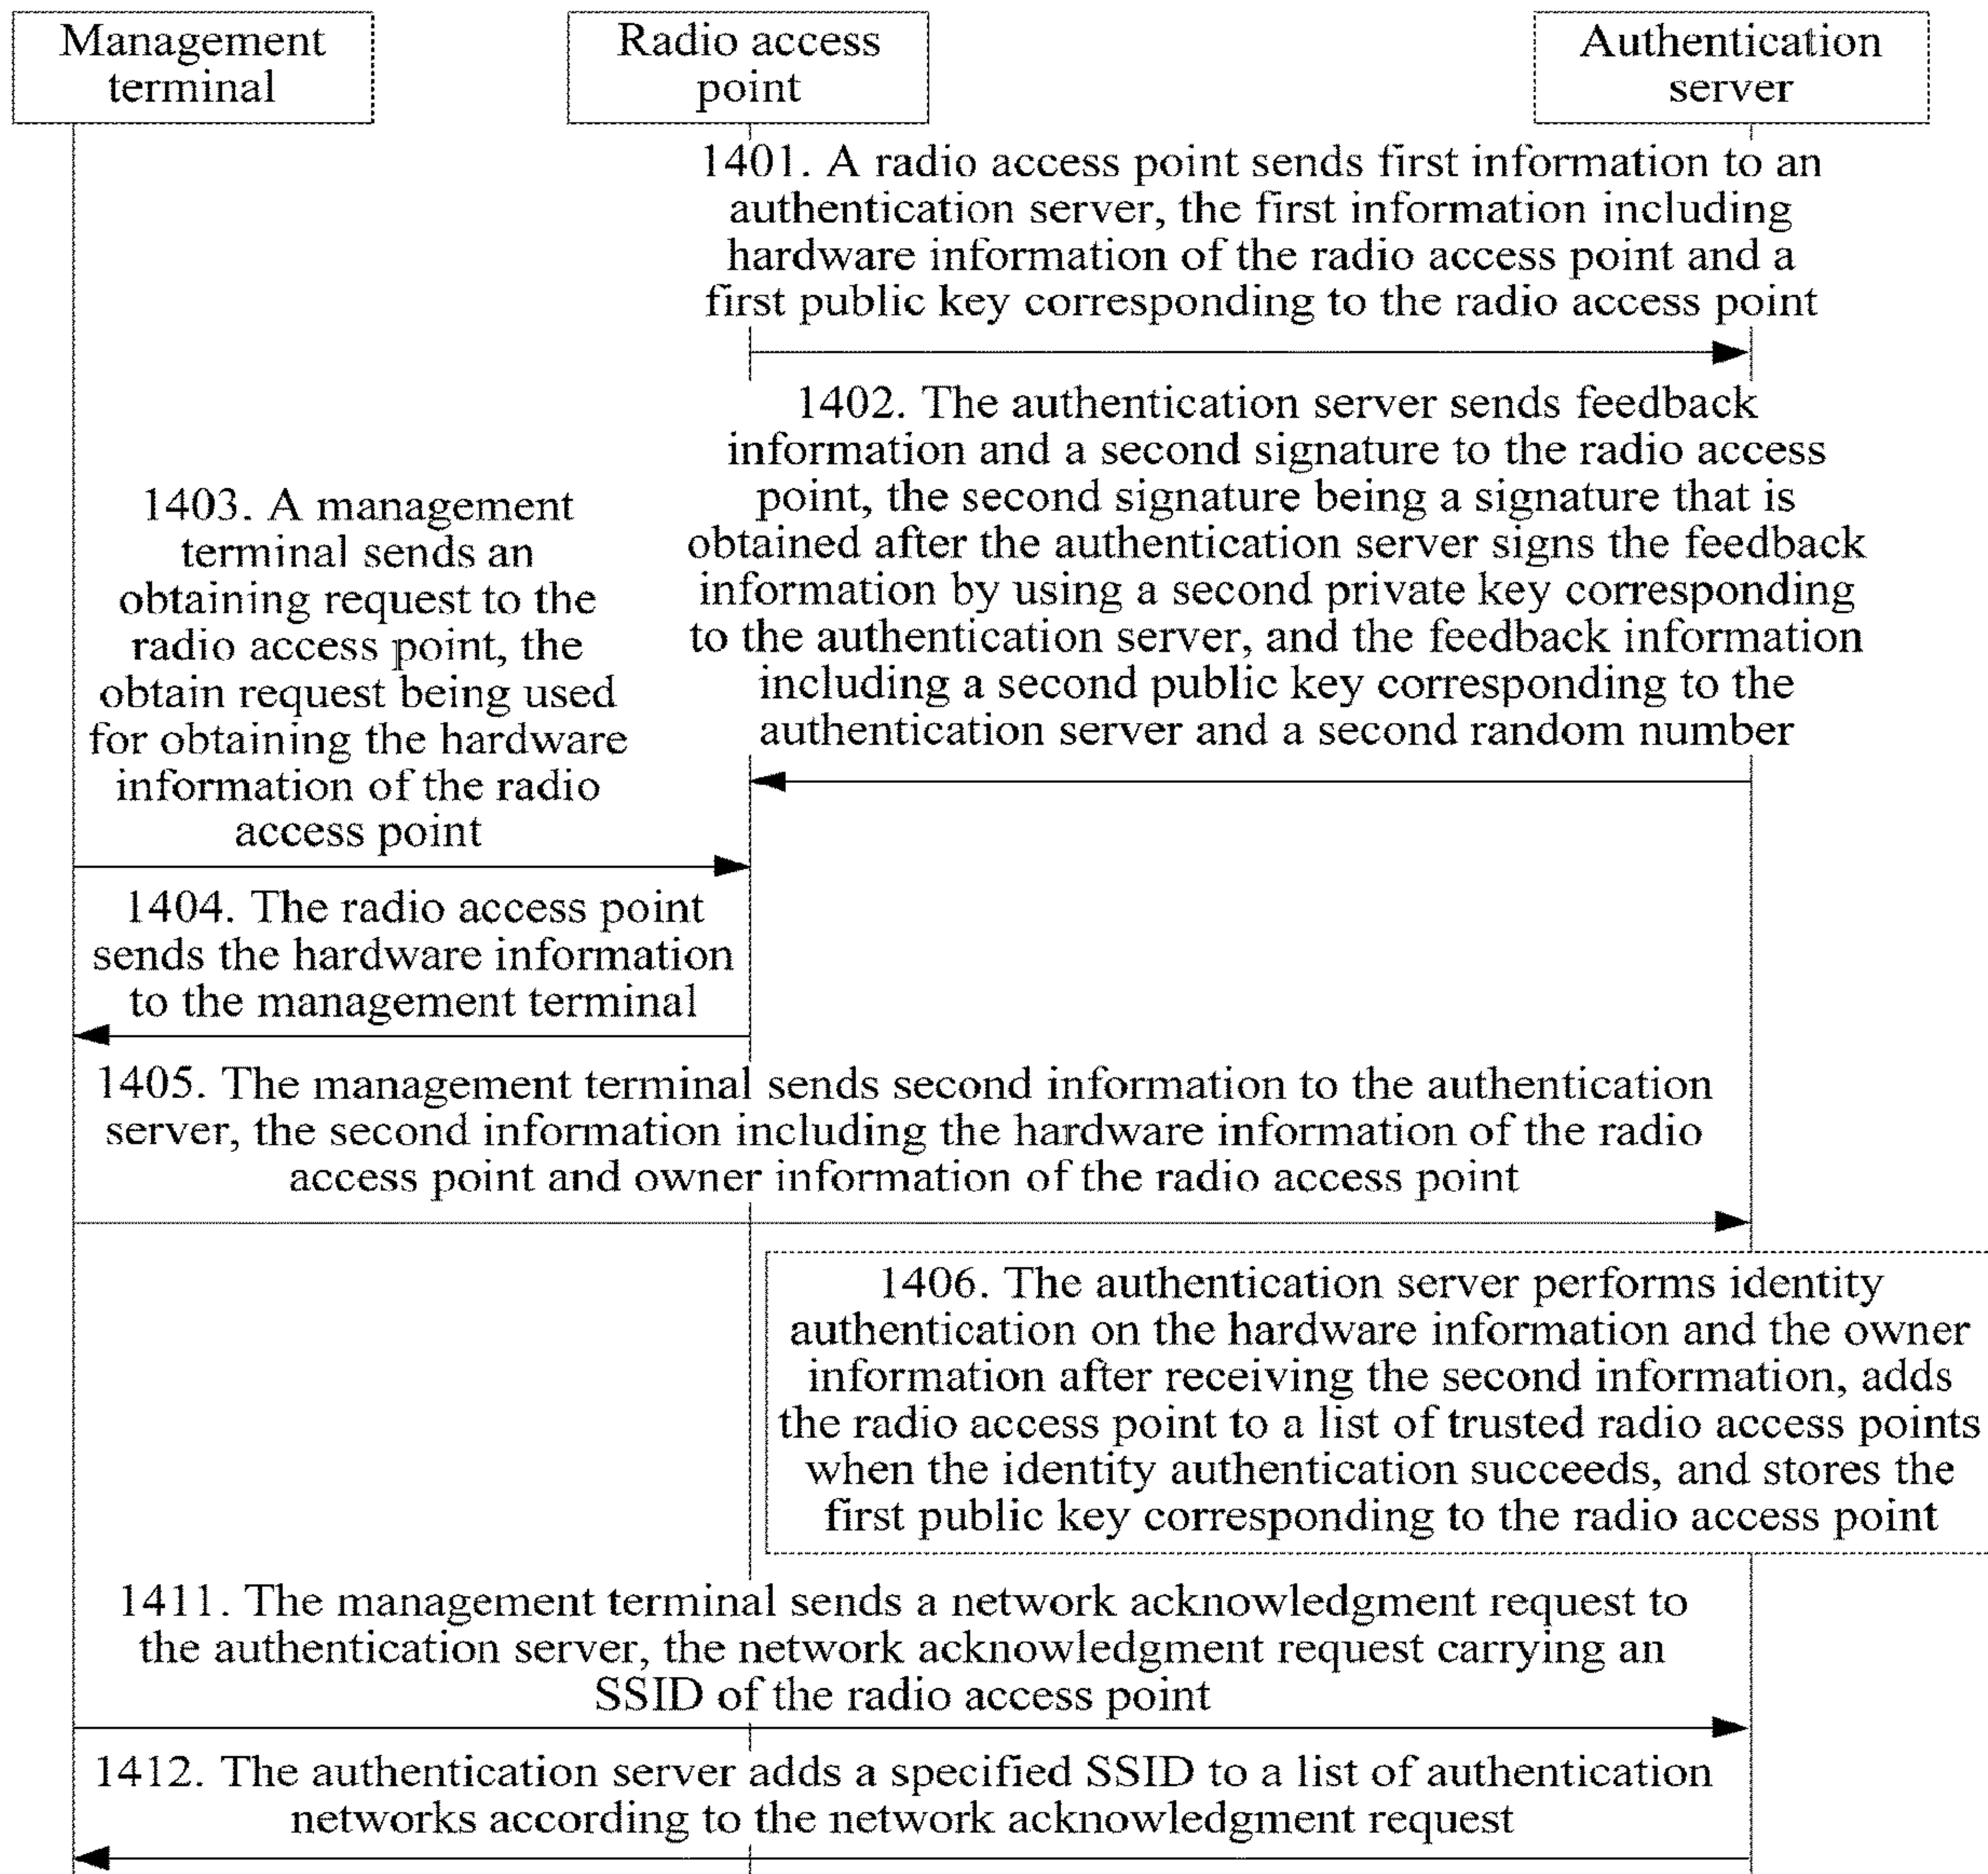 Management
terminal
Radio access
point
Authentication
server
1401. A radio access point sends first information to an
authentication server, the first information including
hardware information of the radio access point and a
first public key corresponding to the radio access point
1402. The authentication server sends feedback
information and a second signature to the radio access
point, the second signature being a signature that is
obtained after the authentication server signs the feedback
information by using a second private key corresponding
to the authentication server, and the feedback information
including a second public key corresponding to the
authentication server and a second random number
1403. A management
terminal sends an
obtaining request to the
radio access point, the
obtain request being used
for obtaining the hardware
information of the radio
access point
1404. The radio access point
sends the hardware information
to the management terminal
1405. The management terminal sends second information to the authentication
server, the second information including the hardware information of the radio
access point and owner information of the radio access point
1406. The authentication server performs identity
authentication on the hardware information and the owner
information after receiving the second information, adds
the radio access point to a list of trusted radio access points
when the identity authentication succeeds, and stores the
first public key corresponding to the radio access point
1411. The management terminal sends a network acknowledgment request to
the authentication server, the network acknowledgment request carrying an
SSID of the radio access point
1412. The authentication server adds a specified SSID to a list of authentication
networks according to the network acknowledgment request